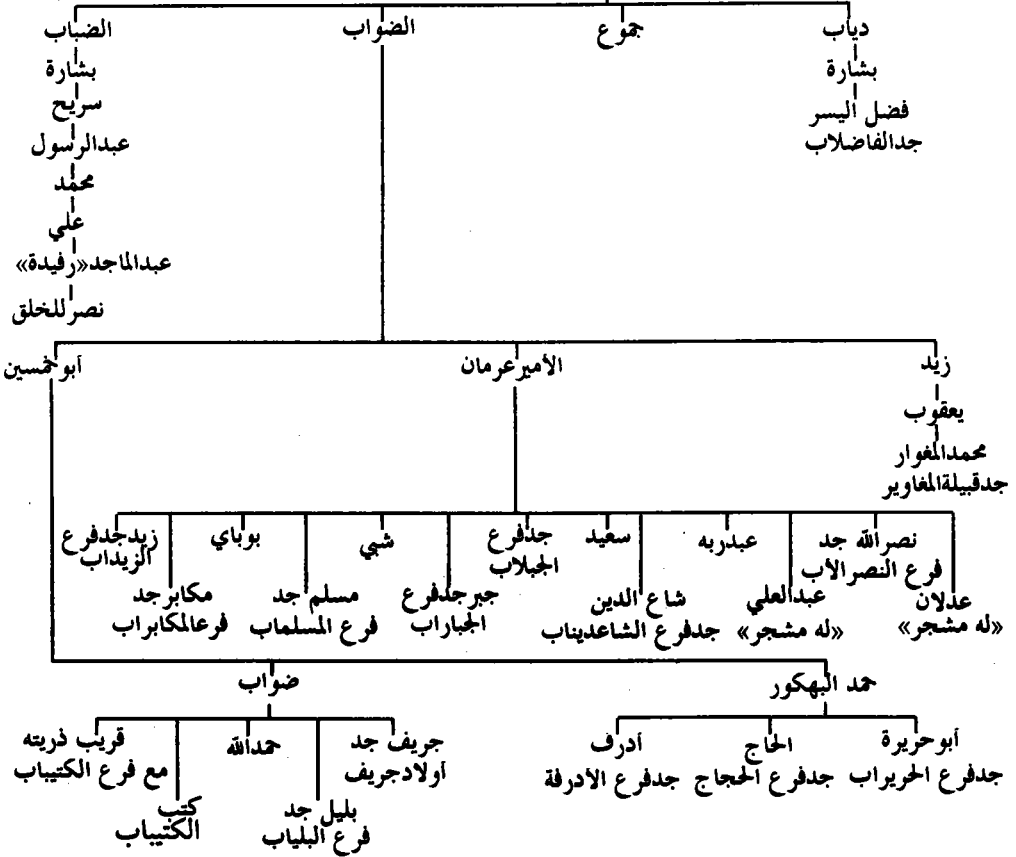 دياب
جموع
الضواب
الضباب
بشارة
بشارة
فضل اليسر
سريح
جدالفاضلاب
عبدالرسول
محمد
علي
عبدالماجد«رفيدة»
نصرللخلق
زيد
الأميرعرمان
أبوخمسين
يعقوب
محمدالمغوار
جدقبيلةالمغاوير
نصرالله جد
فرع النصرالاب
عبدربه
سعيد
جدفرع
الجبلاب
شبي
بوباي
زيدجدفرع
الزيداب
عدلان
«له مشجر»
عبدالعلي
«له مشجر»
شاع الدين
جدفرع الشاعديناب
جبرجدفرع
الجباراب
مسلم جد
فرع المسلماب
مكابرجد
فرعالمكابراب
حمد البهكور
ضواب
أبوحريرة
جدفرع الحريراب
الحاج
جدفرع الحجاج
أدرف
جدفرع الأدرفة
جريف جد
أولادجريف
حمدالله
قريب ذريته
مع فرع الكتيباب
بليل جد
فرع البلياب
كتب
الكتيباب